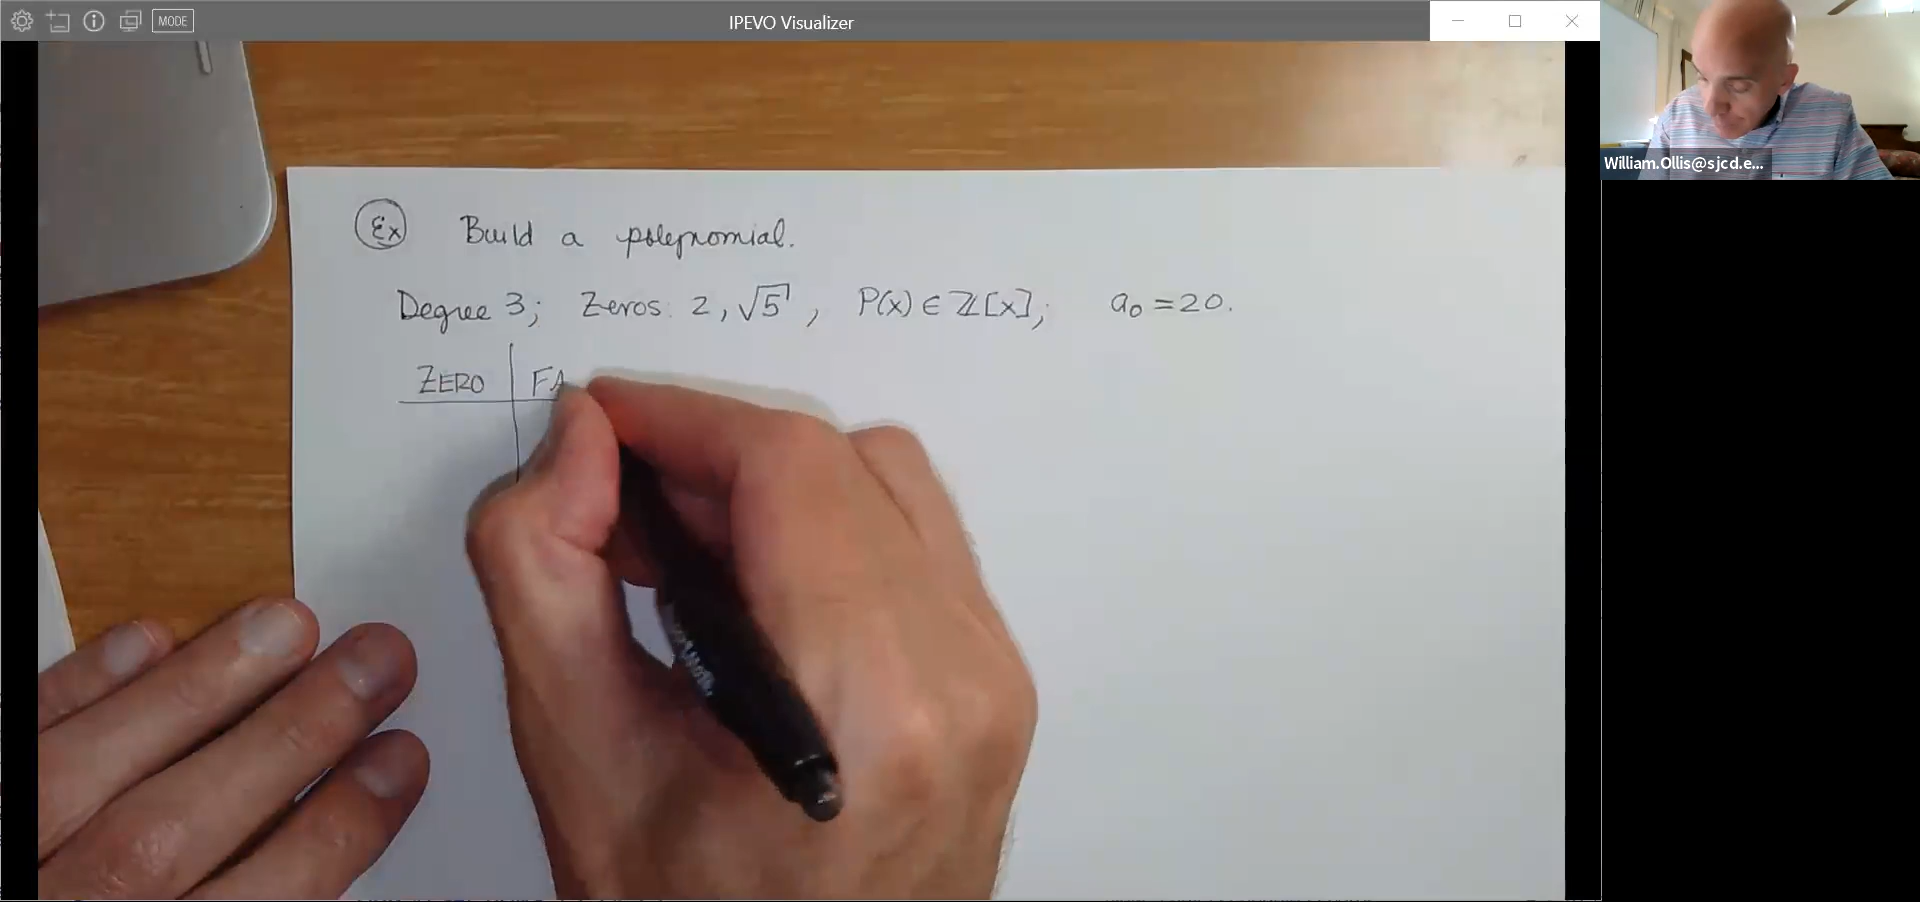 MODE
IPEVO Visualizer
William.Ollis@sjcd.e...
Ex Build a polynomial.
Degree 3; Zeros: 2, √5, P(x) ∈ ℤ[x]; a₀ = 20.
ZERO FA